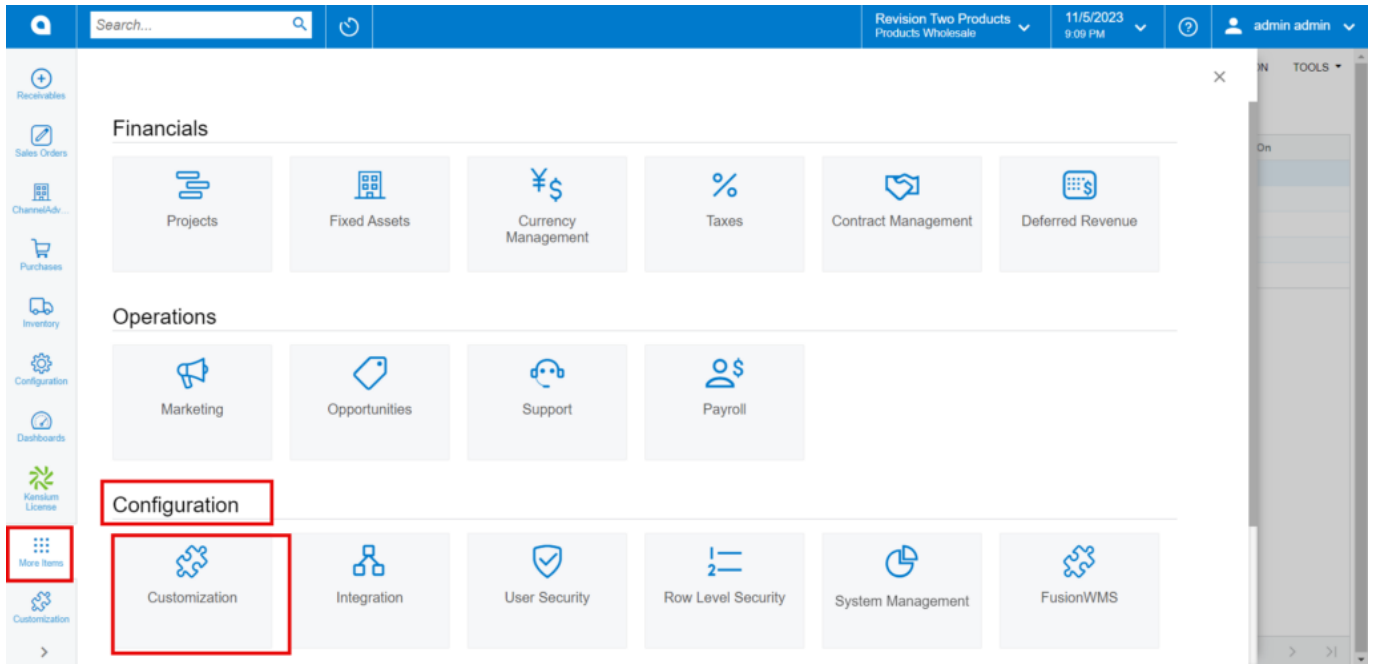 Search...
Revision Two Products
Products Wholesale
11/5/2023
9:09 PM
admin admin
Receivables
Sales Orders
ChannelAdv...
Purchases
Inventory
Configuration
Dashboards
Kensium
License
More Items
Customization
ON
TOOLS
On
Financials
Projects
Fixed Assets
Currency
Management
Taxes
Contract Management
Deferred Revenue
Operations
Marketing
Opportunities
Support
Payroll
Configuration
Customization
Integration
User Security
Row Level Security
System Management
FusionWMS